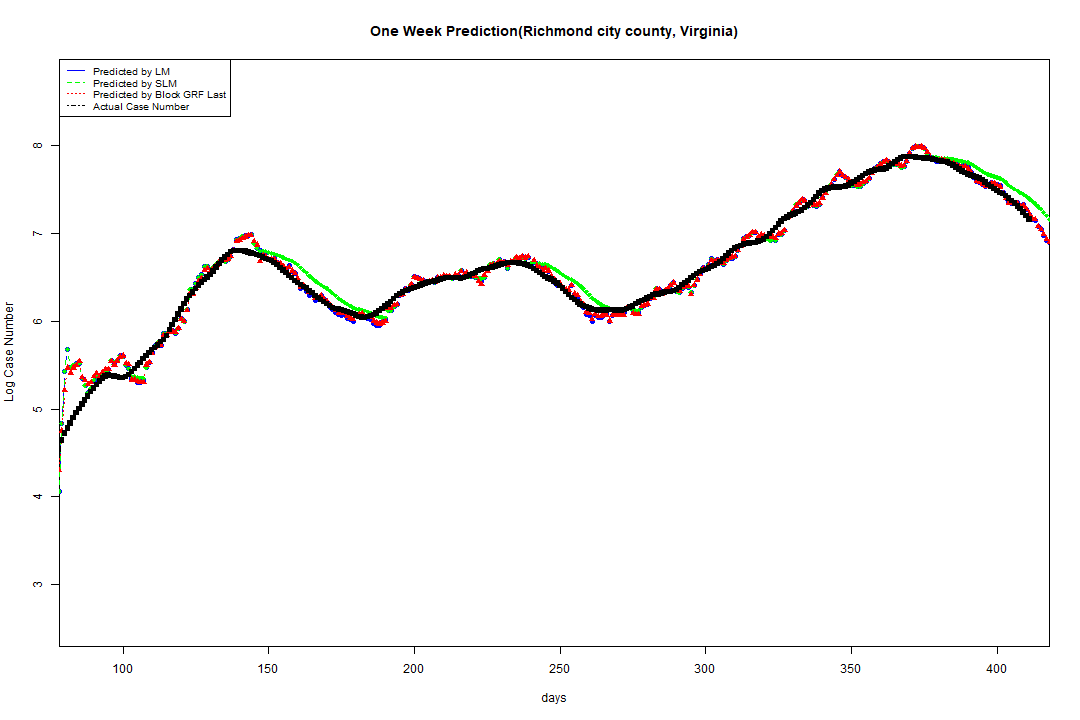 One Week Prediction(Richmond city county, Virginia)
Predicted by LM
Predicted by SLM
Predicted by Block GRF Last
Actual Case Number
8
7
6
5
4
3
Log Case Number
100 150 200 250 300 350 400
days